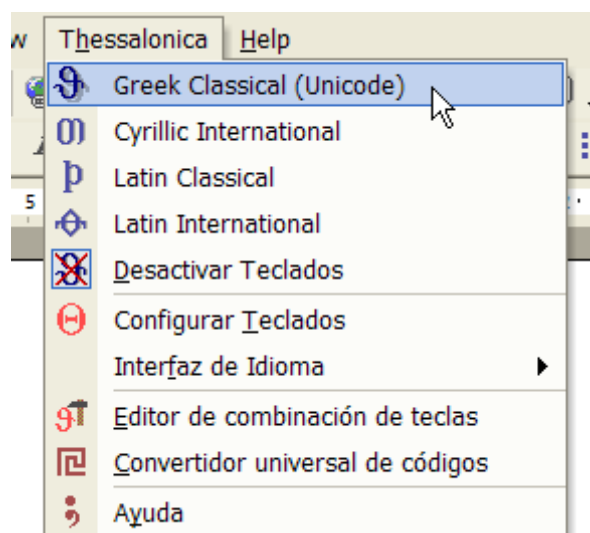 w Thessalonica Help
Greek Classical (Unicode)
Cyrillic International
Latin Classical
5
Latin International
Desactivar Teclados
Configurar Teclados
Interfaz de Idioma
Editor de combinación de teclas
Convertidor universal de códigos
Ayuda